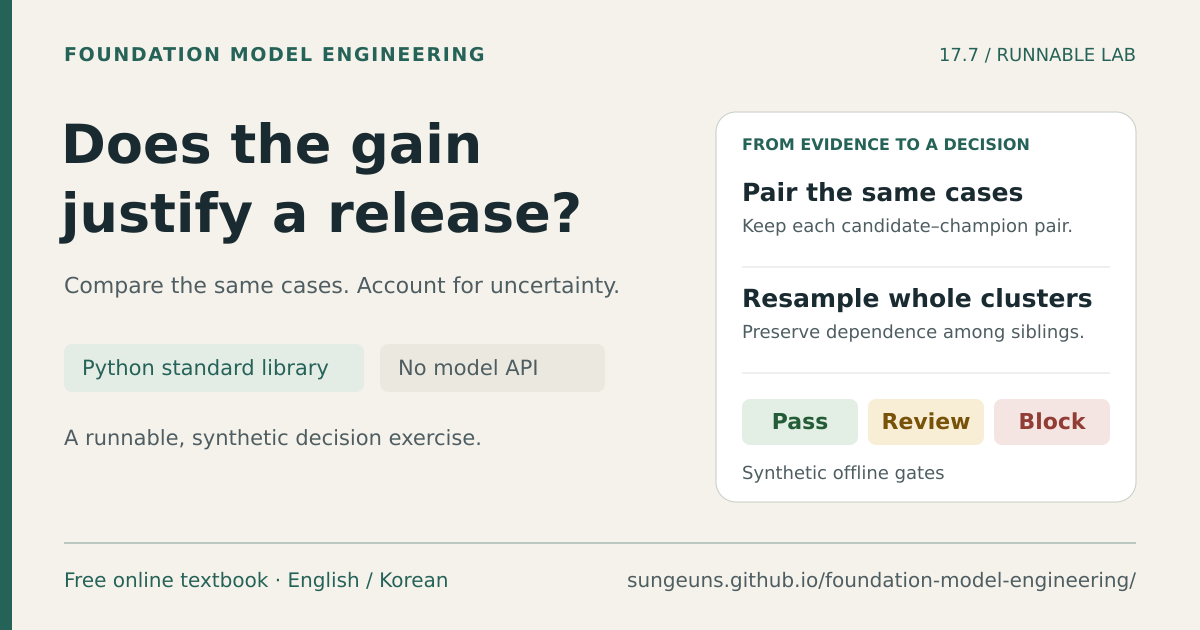 FOUNDATION MODEL ENGINEERING
17.7 / RUNNABLE LAB
Does the gain
justify a release?
Compare the same cases. Account for uncertainty.
Python standard library
No model API
A runnable, synthetic decision exercise.
FROM EVIDENCE TO A DECISION
Pair the same cases
Keep each candidate–champion pair.
Resample whole clusters
Preserve dependence among siblings.
Pass
Review
Block
Synthetic offline gates
Free online textbook · English / Korean
sungeuns.github.io/foundation-model-engineering/